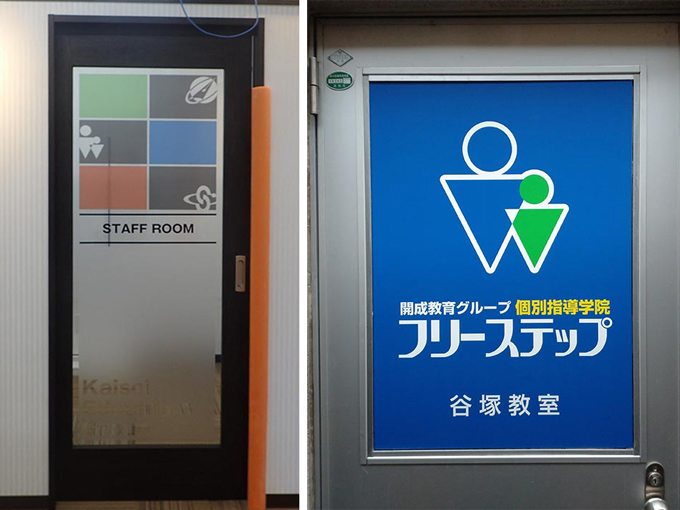 STAFF ROOM
Kaisei
開成教育グループ 個別指導学院
フリーステップ
谷塚教室